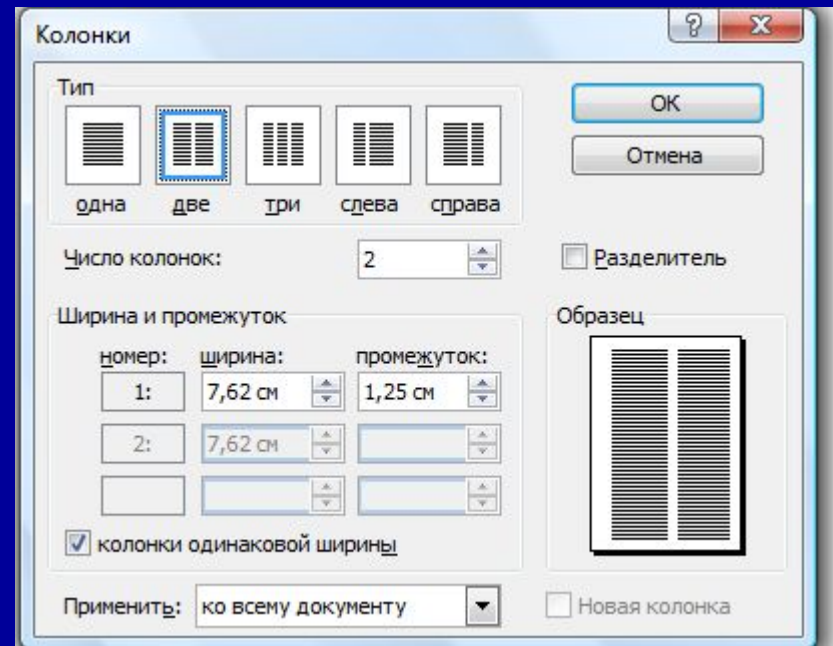 Колонки
Тип
одна две три слева справа
ОК
Отмена
Число колонок: 2
Разделитель
Ширина и промежуток
номер: ширина: промежуток:
1: 7,62 см 1,25 см
2: 7,62 см
колонки одинаковой ширины
Образец
Применить: ко всему документу
Новая колонка